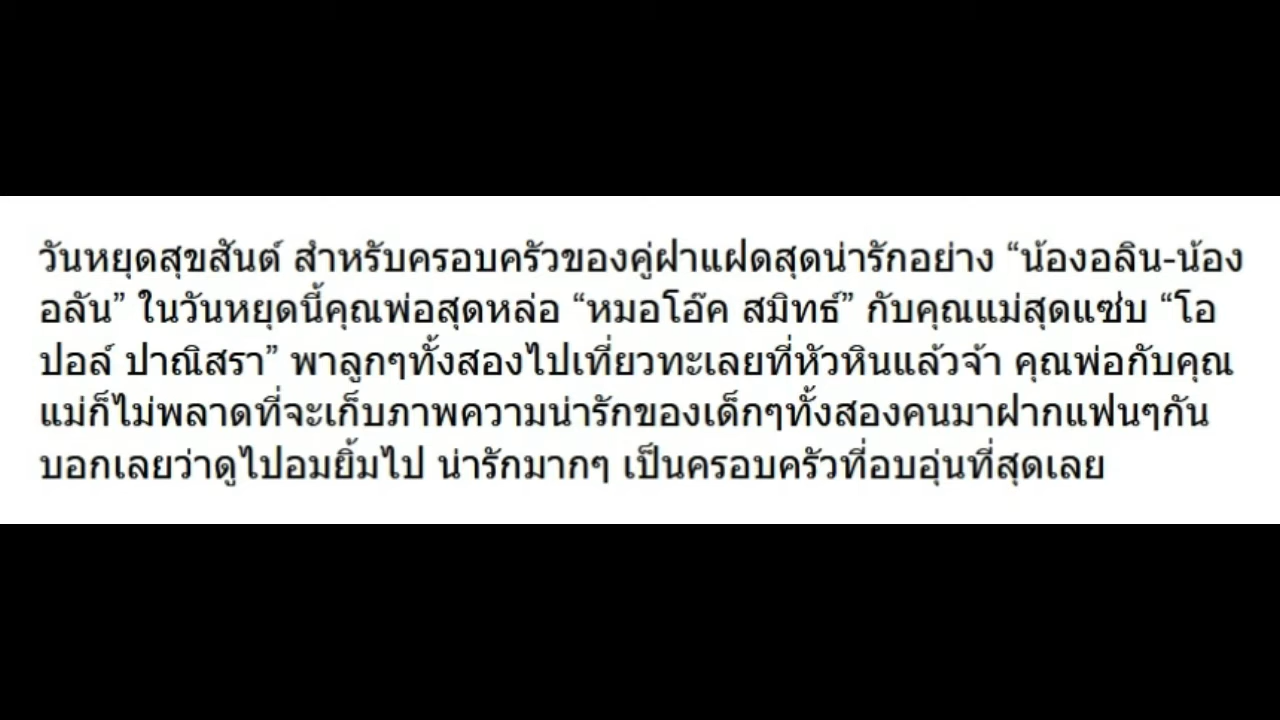 วันหยุดสุขสันต์ สำหรับครอบครัวของคู่ฝาแฝดสุดน่ารักอย่าง “น้องอลิน-น้อง
อลัน” ในวันหยุดนี้คุณพ่อสุดหล่อ “หมอโอ๊ค สมิทธ์” กับคุณแม่สุดแซ่บ “โอ
ปอล์ ปาณิสรา” พาลูกๆทั้งสองไปเที่ยวทะเลยที่หัวหินแล้วจ้า คุณพ่อกับคุณ
แม่ก็ไม่พลาดที่จะเก็บภาพความน่ารักของเด็กๆทั้งสองคนมาฝากแฟนๆกัน
บอกเลยว่าดูไปอมยิ้มไป น่ารักมากๆ เป็นครอบครัวที่อบอุ่นที่สุดเลย